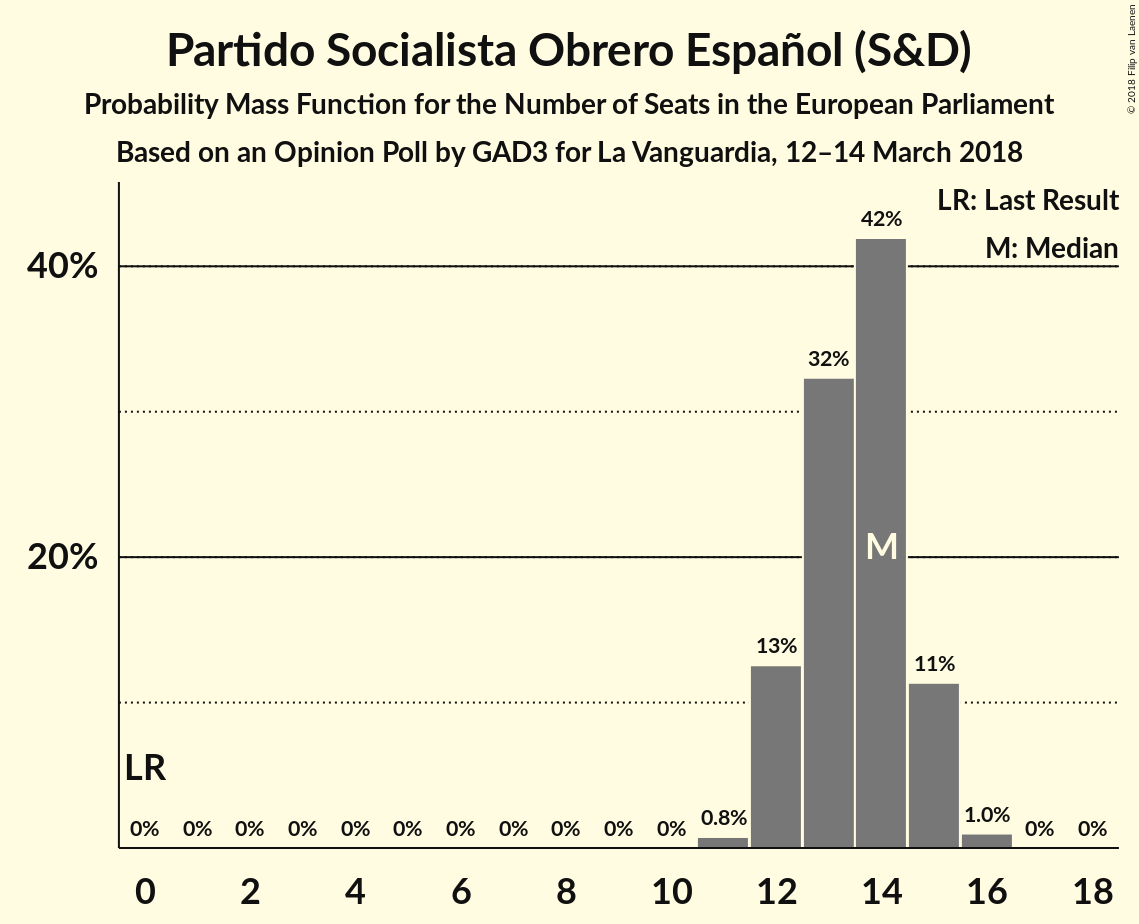 Partido Socialista Obrero Español (S&D)
Probability Mass Function for the Number of Seats in the European Parliament
Based on an Opinion Poll by GAD3 for La Vanguardia, 12–14 March 2018
© 2018 Filip van Laenen
LR: Last Result
M: Median
40%
20%
42%
32%
M
13%
11%
LR
0% 0% 0% 0% 0% 0% 0% 0% 0% 0% 0% 0.8% 1.0% 0% 0%
0 2 4 6 8 10 12 14 16 18